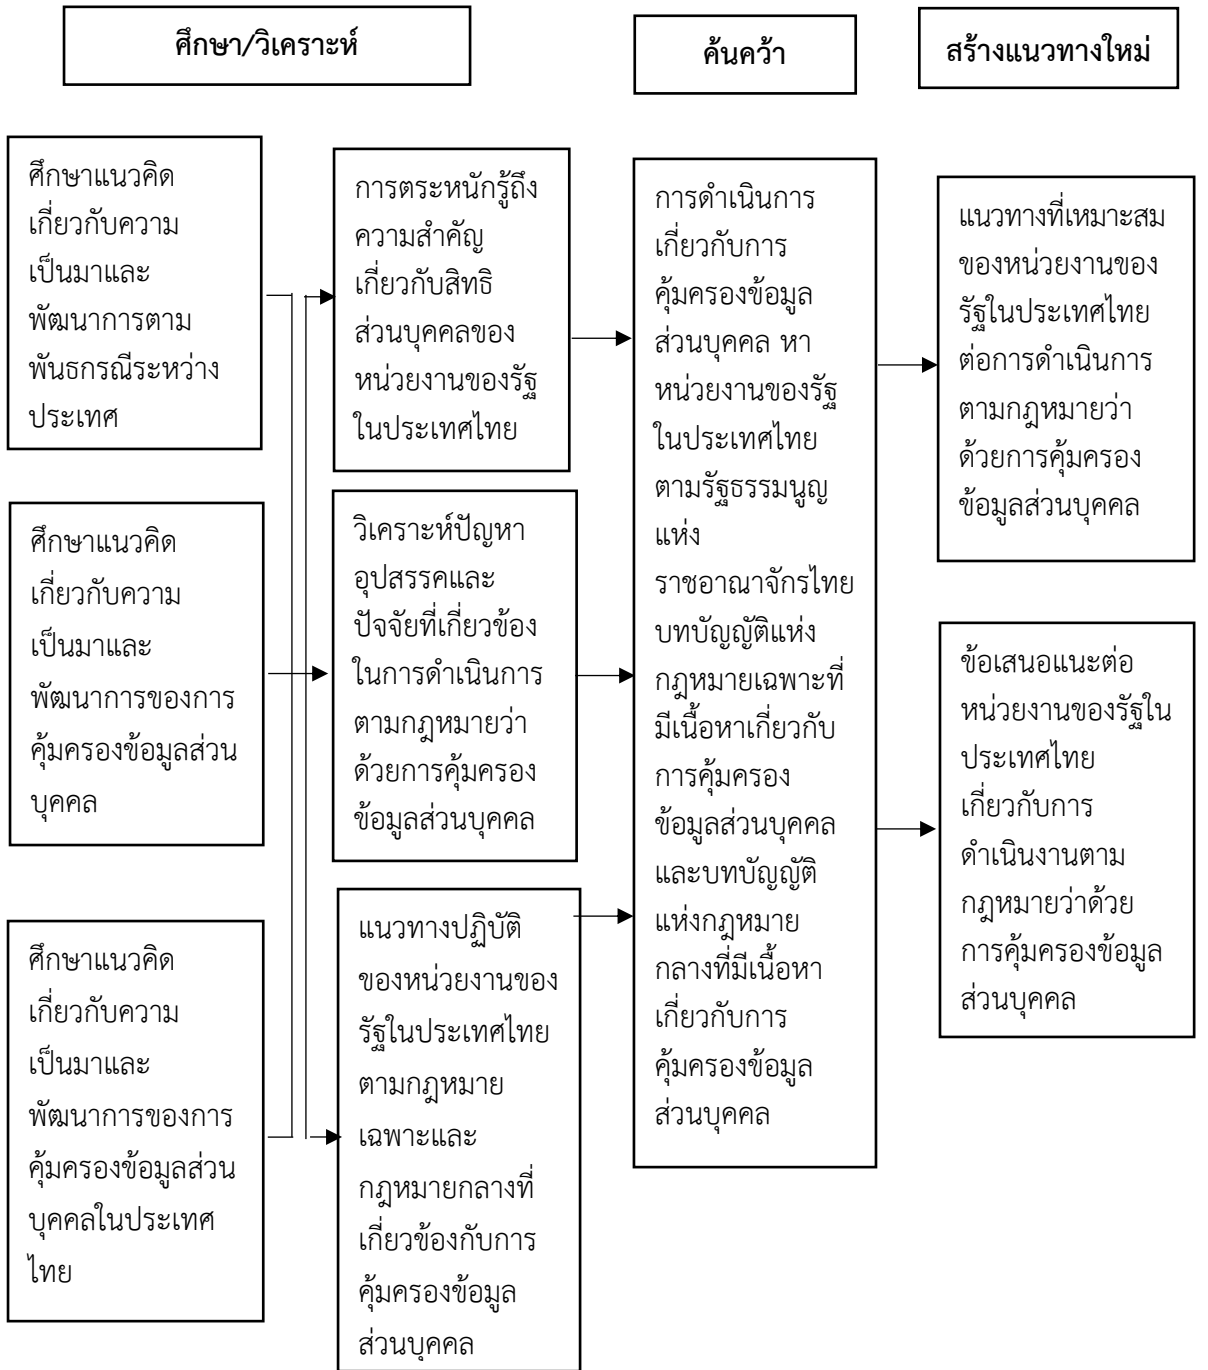 ศึกษา/วิเคราะห์
ค้นคว้า
สร้างแนวทางใหม่
ศึกษาแนวคิด
เกี่ยวกับความ
เป็นมาและ
พัฒนาการตาม
พันธกรณีระหว่าง
ประเทศ
ศึกษาแนวคิด
เกี่ยวกับความ
เป็นมาและ
พัฒนาการของการ
คุ้มครองข้อมูลส่วน
บุคคล
ศึกษาแนวคิด
เกี่ยวกับความ
เป็นมาและ
พัฒนาการของการ
คุ้มครองข้อมูลส่วน
บุคคลในประเทศ
ไทย
การตระหนักรู้ถึง
ความสำคัญ
เกี่ยวกับสิทธิ
ส่วนบุคคลของ
หน่วยงานของรัฐ
ในประเทศไทย
วิเคราะห์ปัญหา
อุปสรรคและ
ปัจจัยที่เกี่ยวข้อง
ในการดำเนินการ
ตามกฎหมายว่า
ด้วยการคุ้มครอง
ข้อมูลส่วนบุคคล
แนวทางปฏิบัติ
ของหน่วยงานของ
รัฐในประเทศไทย
ตามกฎหมาย
เฉพาะและ
กฎหมายกลางที่
เกี่ยวข้องกับการ
คุ้มครองข้อมูล
ส่วนบุคคล
การดำเนินการ
เกี่ยวกับการ
คุ้มครองข้อมูล
ส่วนบุคคล หา
หน่วยงานของรัฐ
ในประเทศไทย
ตามรัฐธรรมนูญ
แห่ง
ราชอาณาจักรไทย
บทบัญญัติแห่ง
กฎหมายเฉพาะที่
มีเนื้อหาเกี่ยวกับ
การคุ้มครอง
ข้อมูลส่วนบุคคล
และบทบัญญัติ
แห่งกฎหมาย
กลางที่มีเนื้อหา
เกี่ยวกับการ
คุ้มครองข้อมูล
ส่วนบุคคล
แนวทางที่เหมาะสม
ของหน่วยงานของ
รัฐในประเทศไทย
ต่อการดำเนินการ
ตามกฎหมายว่า
ด้วยการคุ้มครอง
ข้อมูลส่วนบุคคล
ข้อเสนอแนะต่อ
หน่วยงานของรัฐใน
ประเทศไทย
เกี่ยวกับการ
ดำเนินงานตาม
กฎหมายว่าด้วย
การคุ้มครองข้อมูล
ส่วนบุคคล